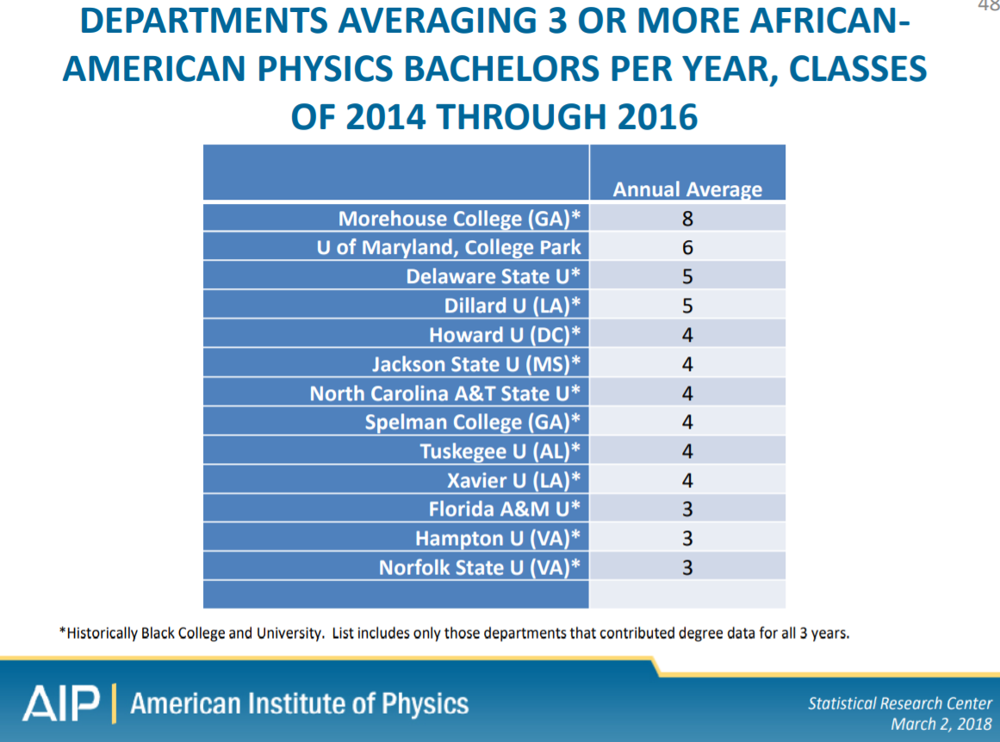 48
DEPARTMENTS AVERAGING 3 OR MORE AFRICAN-
AMERICAN PHYSICS BACHELORS PER YEAR, CLASSES
OF 2014 THROUGH 2016
Annual Average
Morehouse College (GA)* 8
U of Maryland, College Park 6
Delaware State U* 5
Dillard U (LA)* 5
Howard U (DC)* 4
Jackson State U (MS)* 4
North Carolina A&T State U* 4
Spelman College (GA)* 4
Tuskegee U (AL)* 4
Xavier U (LA)* 4
Florida A&M U* 3
Hampton U (VA)* 3
Norfolk State U (VA)* 3
*Historically Black College and University. List includes only those departments that contributed degree data for all 3 years.
AIP | American Institute of Physics
Statistical Research Center
March 2, 2018